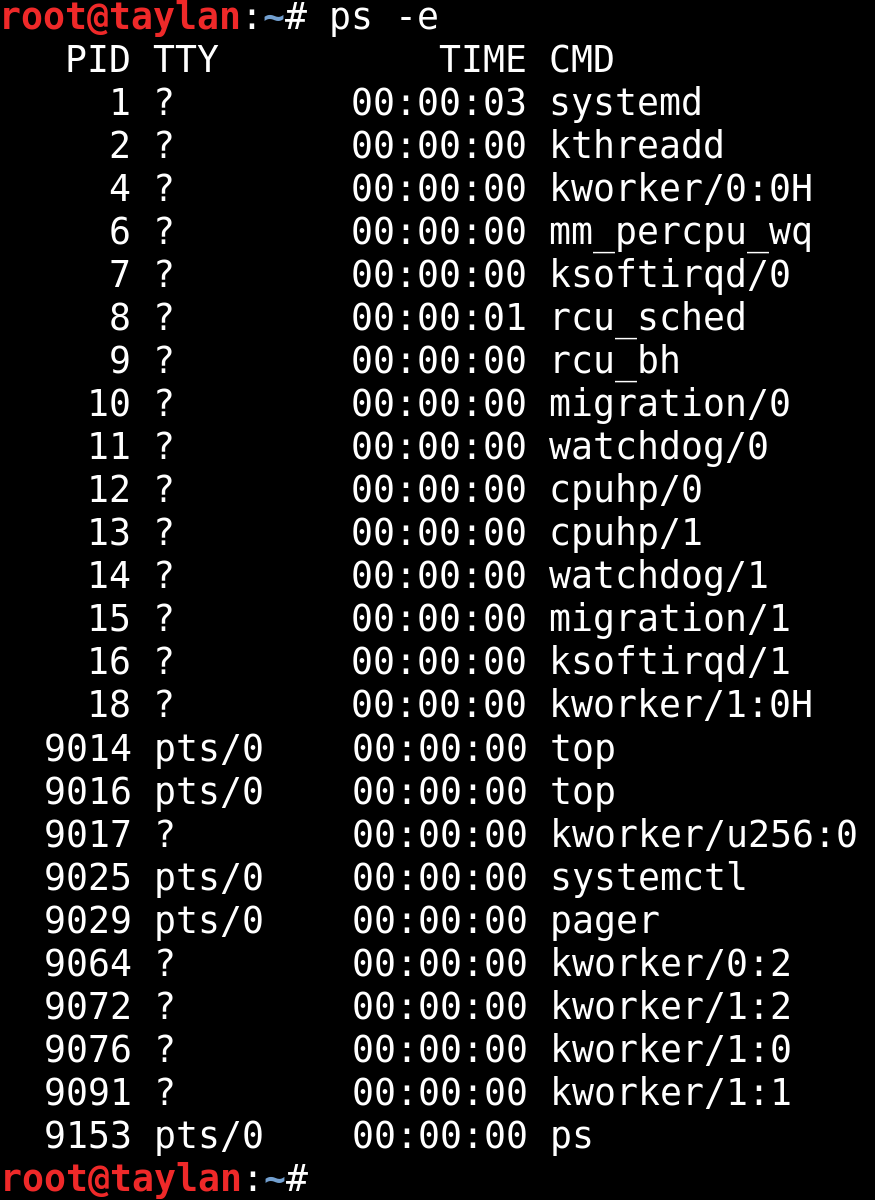 root@taylan:~# ps -e
   PID TTY          TIME CMD
     1 ?        00:00:03 systemd
     2 ?        00:00:00 kthreadd
     4 ?        00:00:00 kworker/0:0H
     6 ?        00:00:00 mm_percpu_wq
     7 ?        00:00:00 ksoftirqd/0
     8 ?        00:00:01 rcu_sched
     9 ?        00:00:00 rcu_bh
    10 ?        00:00:00 migration/0
    11 ?        00:00:00 watchdog/0
    12 ?        00:00:00 cpuhp/0
    13 ?        00:00:00 cpuhp/1
    14 ?        00:00:00 watchdog/1
    15 ?        00:00:00 migration/1
    16 ?        00:00:00 ksoftirqd/1
    18 ?        00:00:00 kworker/1:0H
  9014 pts/0    00:00:00 top
  9016 pts/0    00:00:00 top
  9017 ?        00:00:00 kworker/u256:0
  9025 pts/0    00:00:00 systemctl
  9029 pts/0    00:00:00 pager
  9064 ?        00:00:00 kworker/0:2
  9072 ?        00:00:00 kworker/1:2
  9076 ?        00:00:00 kworker/1:0
  9091 ?        00:00:00 kworker/1:1
  9153 pts/0    00:00:00 ps
root@taylan:~#